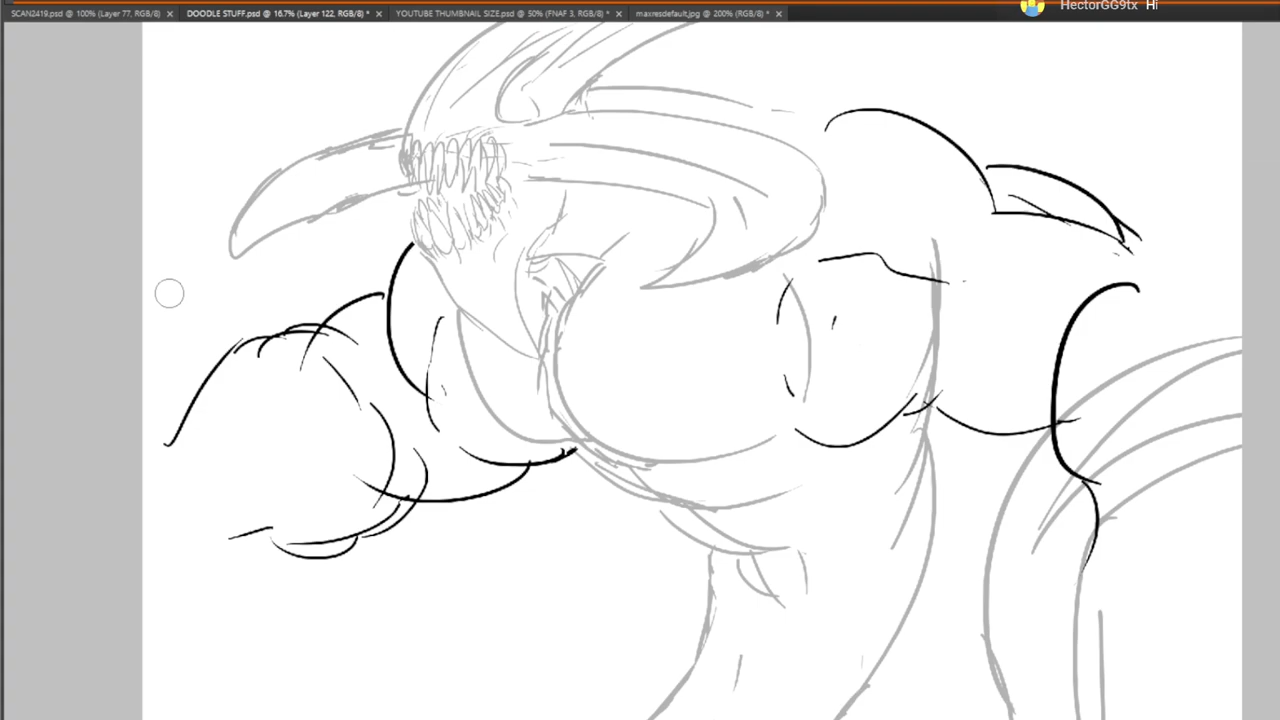 SCAN2419.psd @ 100% (Layer 77, RGB/8) × DOODLE STUFF.psd @ 16.7% (Layer 122, RGB/8) * × YOUTUBE THUMBNAIL SIZE.psd @ 50% (FNAF 3, RGB/8) * × maxresdefault.jpg @ 200% (RGB/8) * ×
HectorGG9tx Hi